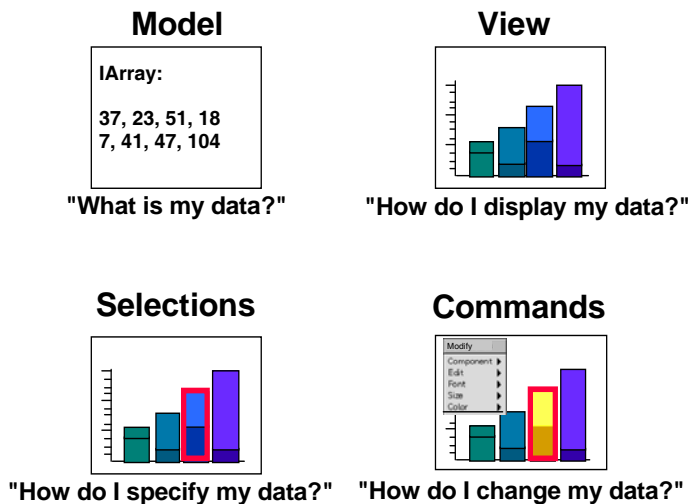 Model
IArray:
37, 23, 51, 18
7, 41, 47, 104
"What is my data?"
View
"How do I display my data?"
Selections
"How do I specify my data?"
Commands
Modify
Component
Edit
Font
Size
Color
"How do I change my data?"